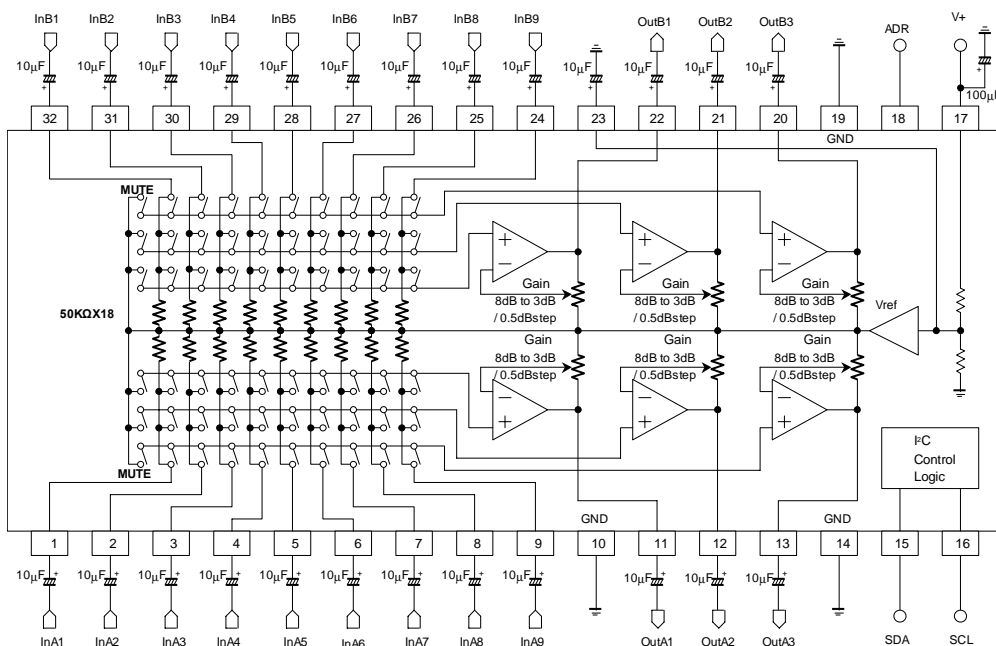 InB1 InB2 InB3 InB4 InB5 InB6 InB7 InB8 InB9 OutB1 OutB2 OutB3 ADR V+
10μF 10μF 10μF 10μF 10μF 10μF 10μF 10μF 10μF 10μF 10μF 10μF 10μF
+ + + + + + + + + + + + + +
100μF
32 31 30 29 28 27 26 25 24 23 22 21 20 19 18 17
GND
MUTE
+ + +
− − −
Gain Gain Gain
8dB to 3dB 8dB to 3dB 8dB to 3dB
/ 0.5dBstep / 0.5dBstep / 0.5dBstep
50KΩX18
Vref
Gain Gain Gain
8dB to 3dB 8dB to 3dB 8dB to 3dB
/ 0.5dBstep / 0.5dBstep / 0.5dBstep
− − −
+ + +
I²C
Control
Logic
MUTE
GND GND
1 2 3 4 5 6 7 8 9 10 11 12 13 14 15 16
+ + + + + + + + + + + +
10μF 10μF 10μF 10μF 10μF 10μF 10μF 10μF 10μF 10μF 10μF 10μF
InA1 InA2 InA3 InA4 InA5 InA6 InA7 InA8 InA9 OutA1 OutA2 OutA3 SDA SCL